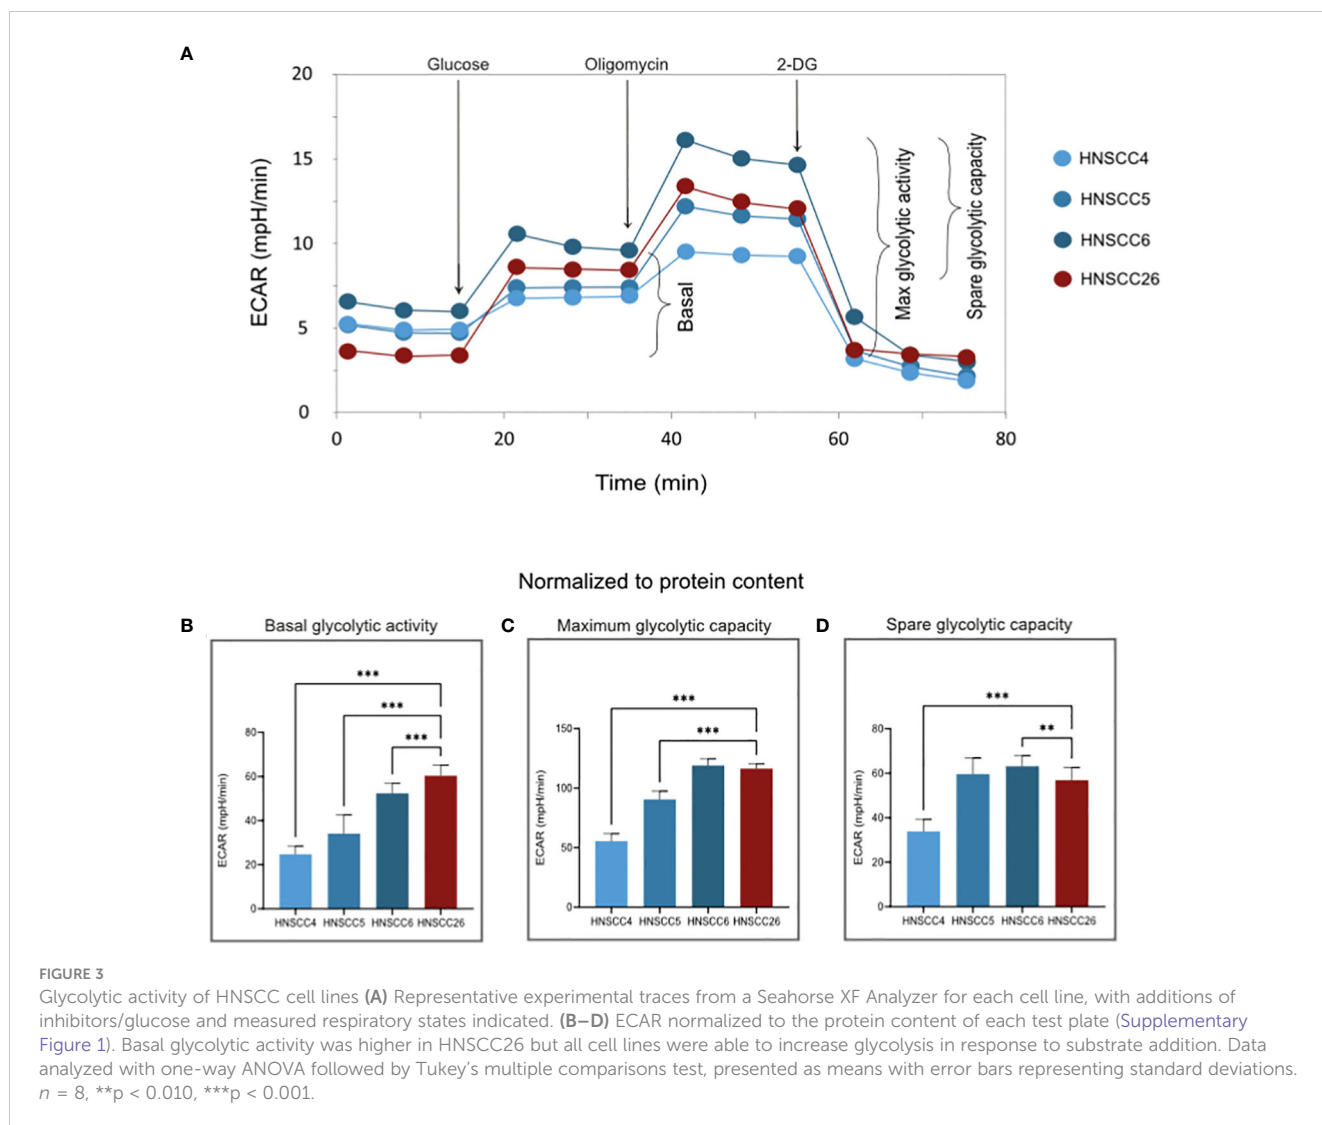 A
Glucose
Oligomycin
2-DG
20
15
10
5
0
ECAR (mpH/min)
0
20
40
60
80
Time (min)
Basal
Max glycolytic activity
Spare glycolytic capacity
HNSCC4
HNSCC5
HNSCC6
HNSCC26
Normalized to protein content
B
Basal glycolytic activity
***
***
***
80
60
40
20
0
ECAR (mpH/min)
HNSCC4 HNSCC5 HNSCC6 HNSCC26
C
Maximum glycolytic capacity
***
***
150
100
50
0
ECAR (mpH/min)
HNSCC4 HNSCC5 HNSCC6 HNSCC26
D
Spare glycolytic capacity
***
**
80
60
40
20
0
ECAR (mpH/min)
HNSCC4 HNSCC5 HNSCC6 HNSCC26
FIGURE 3
Glycolytic activity of HNSCC cell lines (A) Representative experimental traces from a Seahorse XF Analyzer for each cell line, with additions of
inhibitors/glucose and measured respiratory states indicated. (B–D) ECAR normalized to the protein content of each test plate (Supplementary
Figure 1). Basal glycolytic activity was higher in HNSCC26 but all cell lines were able to increase glycolysis in response to substrate addition. Data
analyzed with one-way ANOVA followed by Tukey's multiple comparisons test, presented as means with error bars representing standard deviations.
n = 8, **p < 0.010, ***p < 0.001.